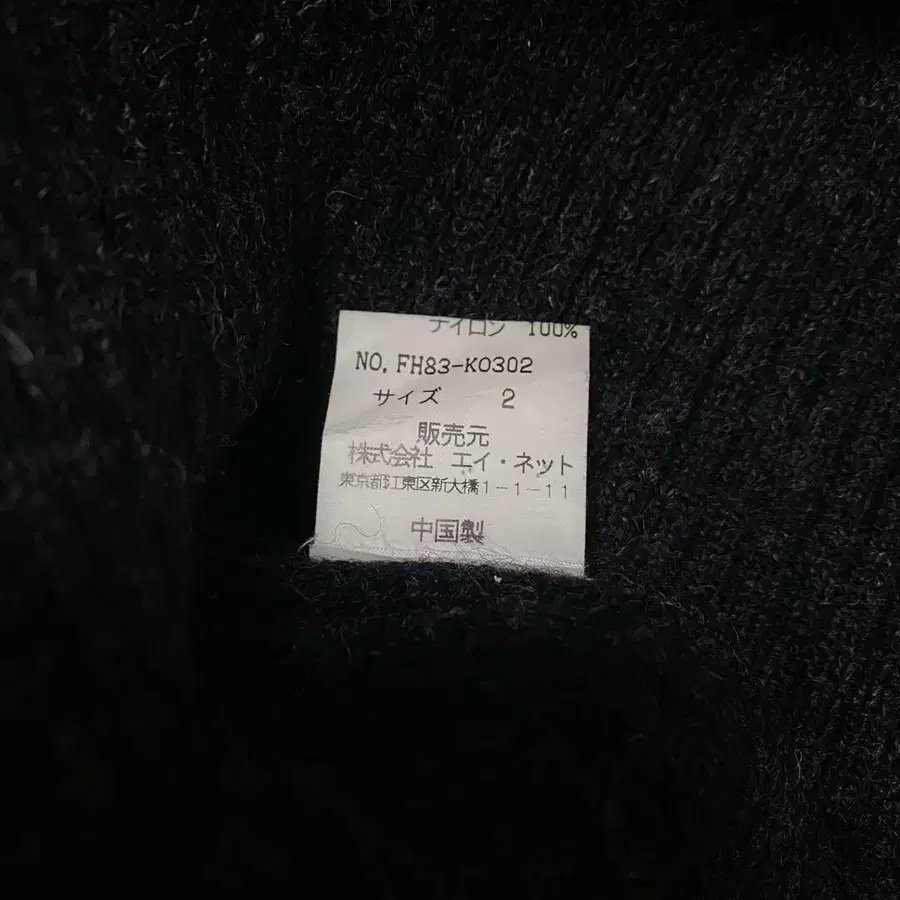 ナイロン 100%
NO. FH83-K0302
サイズ 2
販売元
株式会社 エイ・ネット
東京都江東区新大橋1-1-11
中国製